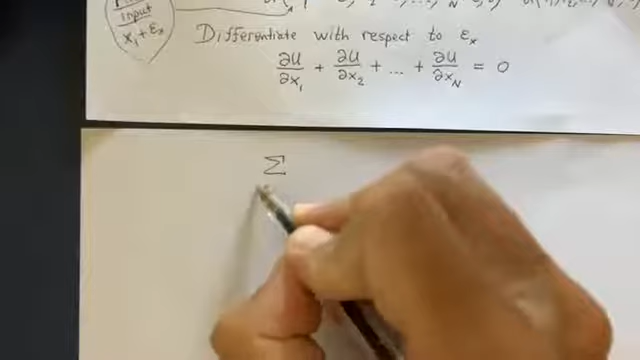 input
x₁ + εₓ
Differentiate with respect to εₓ
∂U/∂x₁ + ∂U/∂x₂ + ... + ∂U/∂x_N = 0
Σ